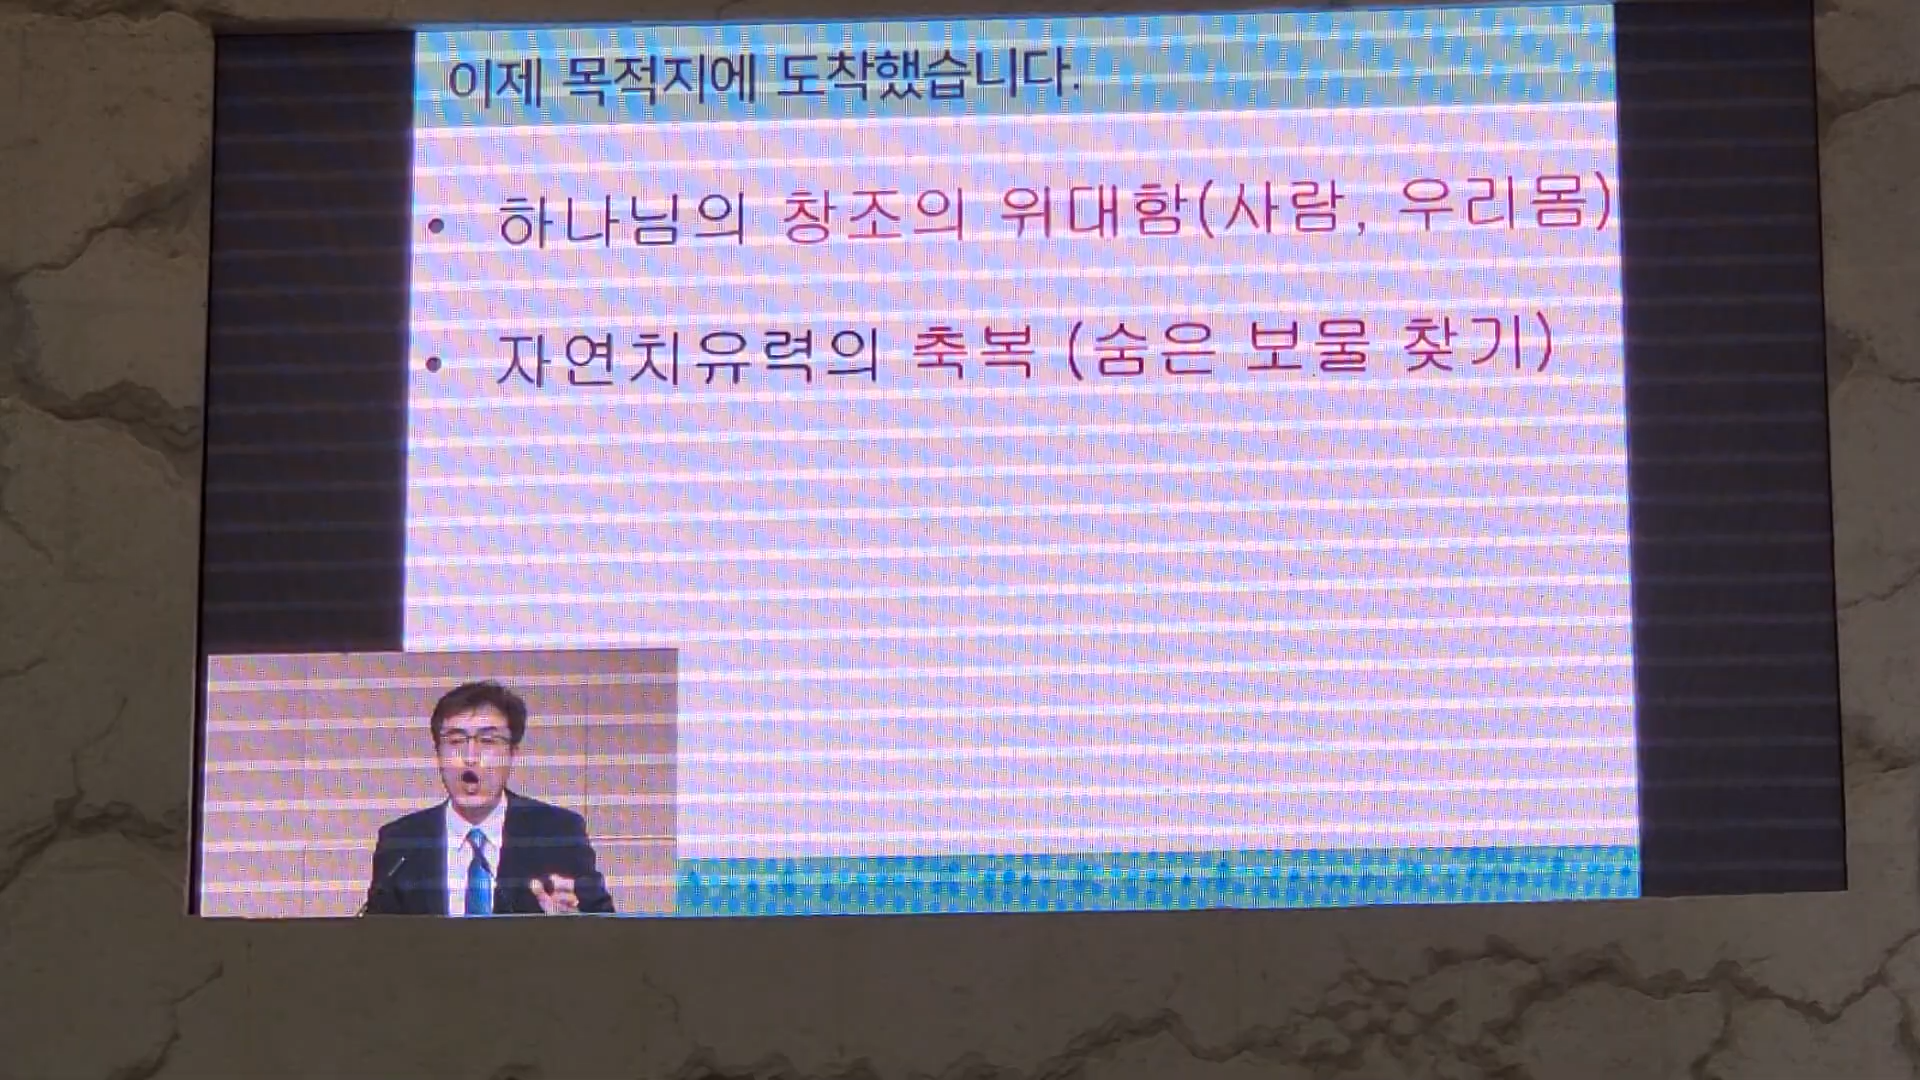 이제 목적지에 도착했습니다.
• 하나님의 창조의 위대함(사람, 우리몸)
• 자연치유력의 축복 (숨은 보물 찾기)